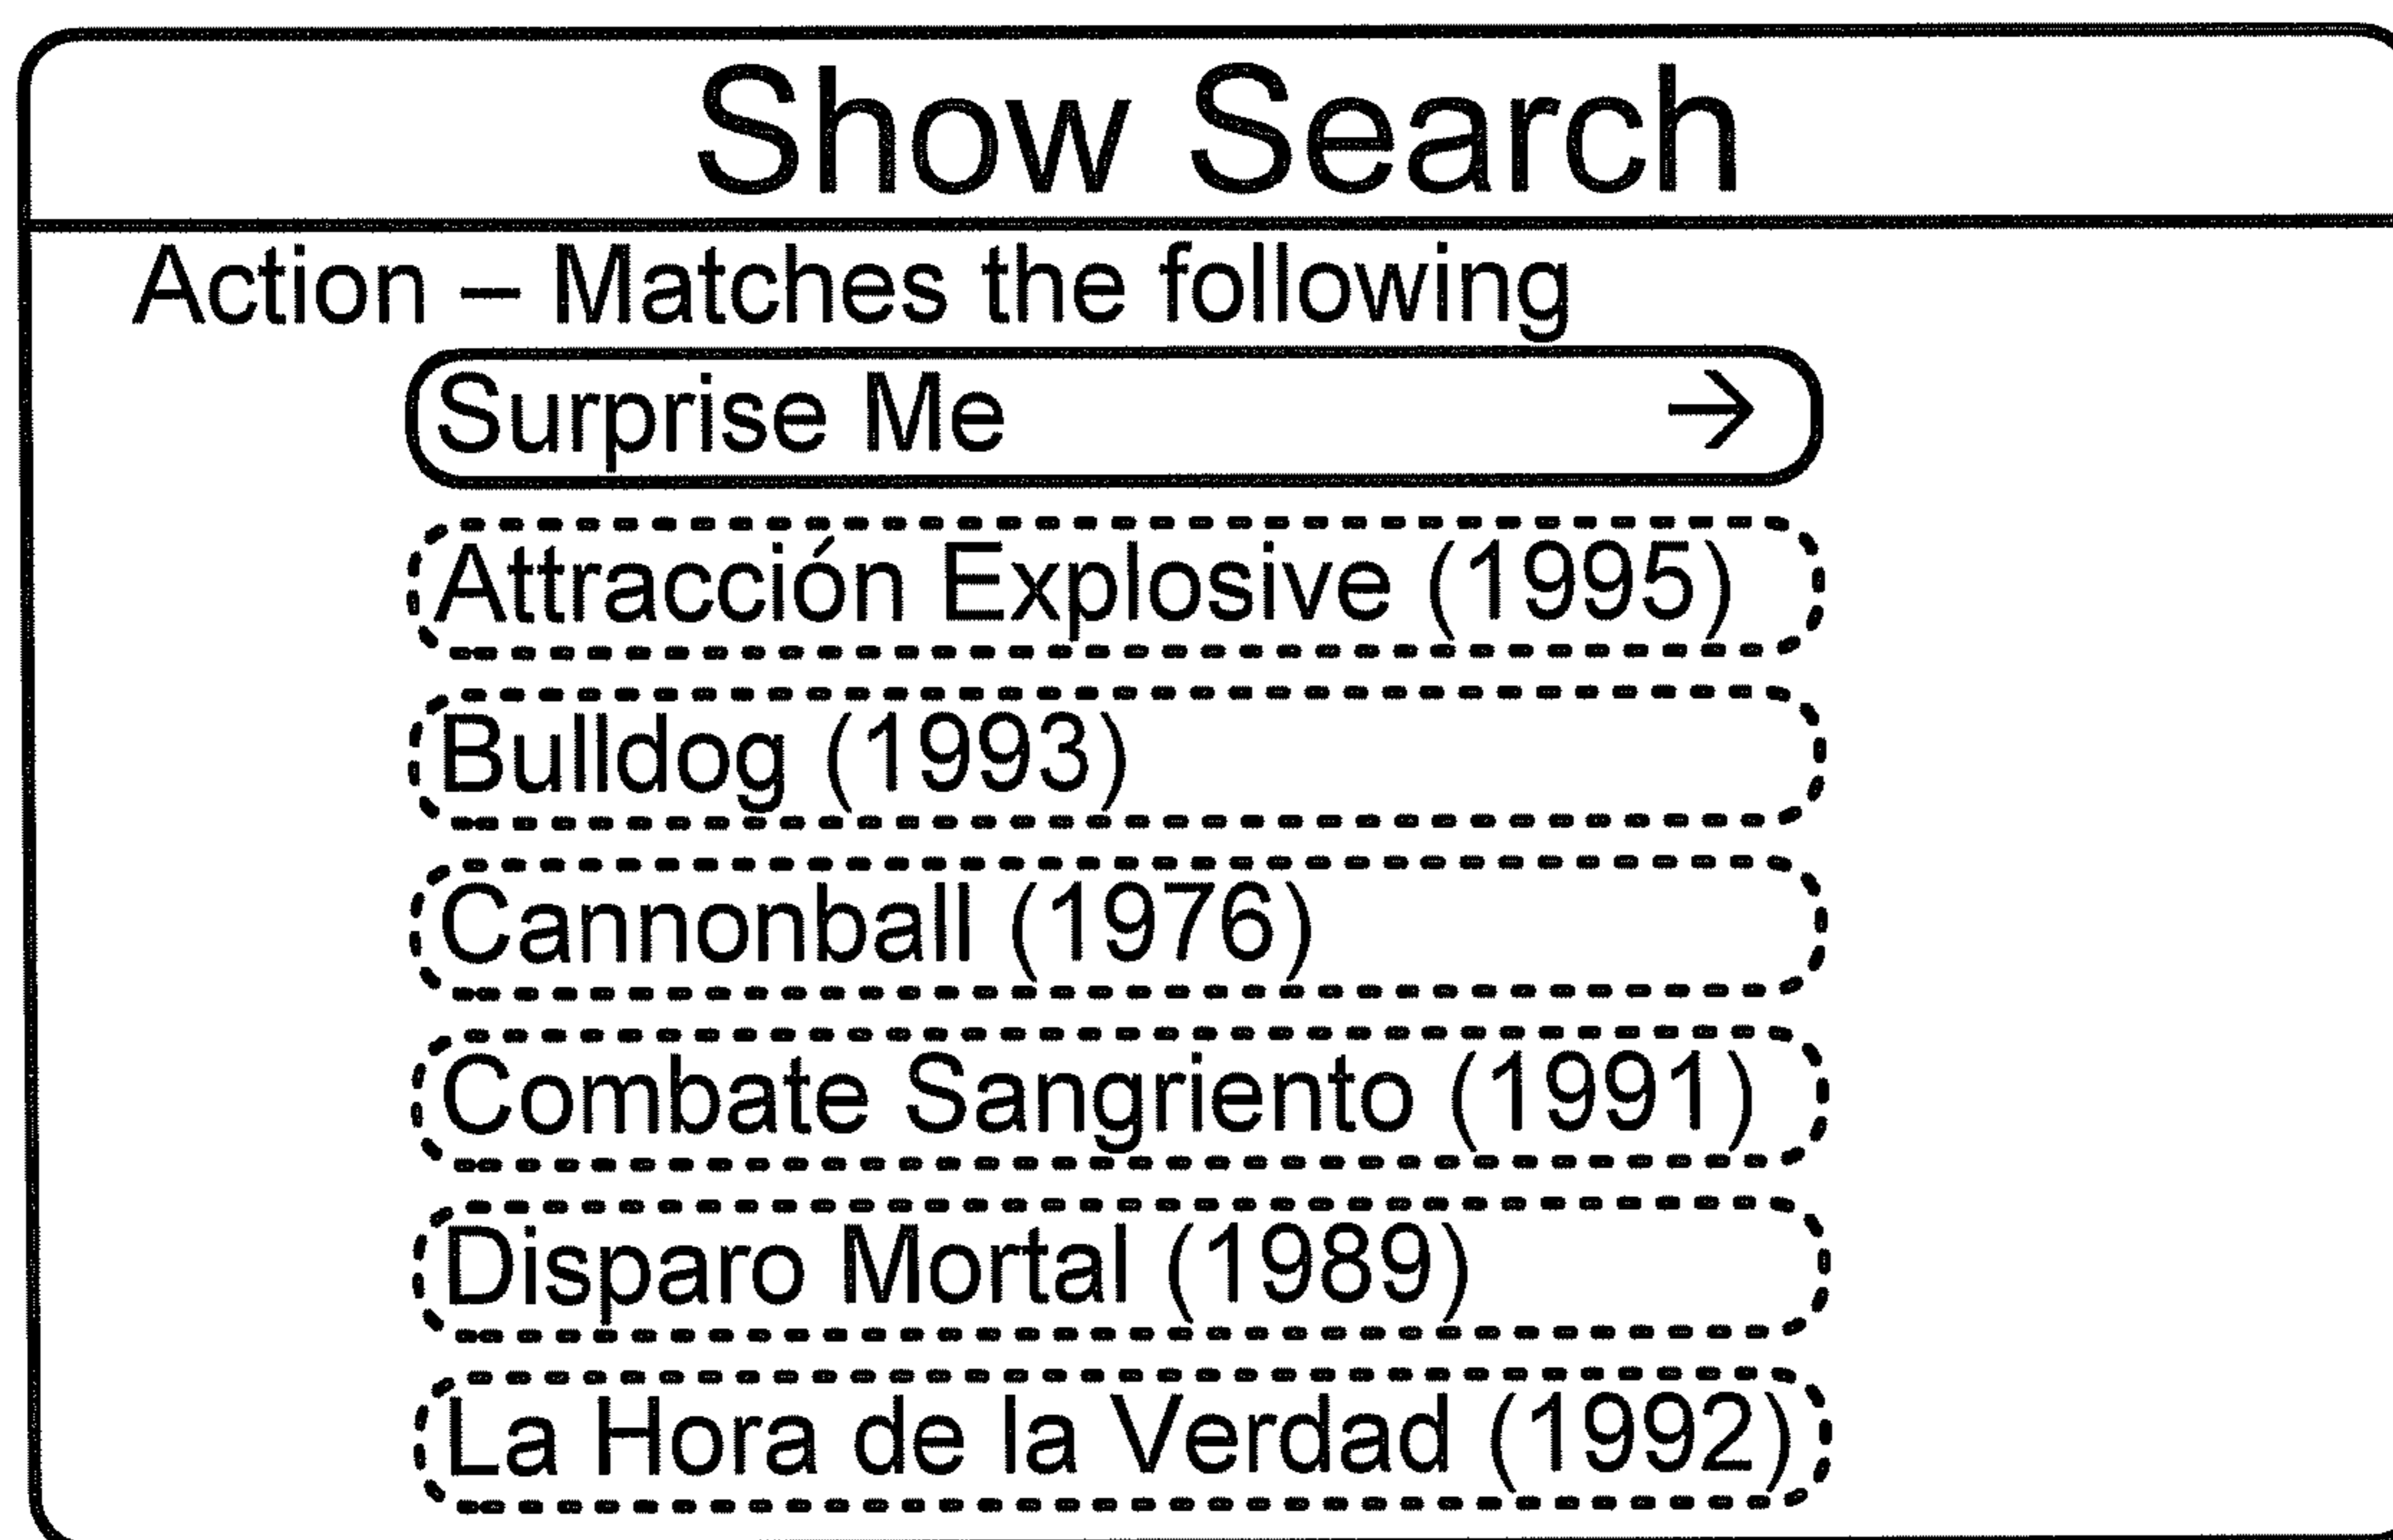 Show Search
Action – Matches the following
Surprise Me →
Attracción Explosive (1995)
Bulldog (1993)
Cannonball (1976)
Combate Sangriento (1991)
Disparo Mortal (1989)
La Hora de la Verdad (1992)